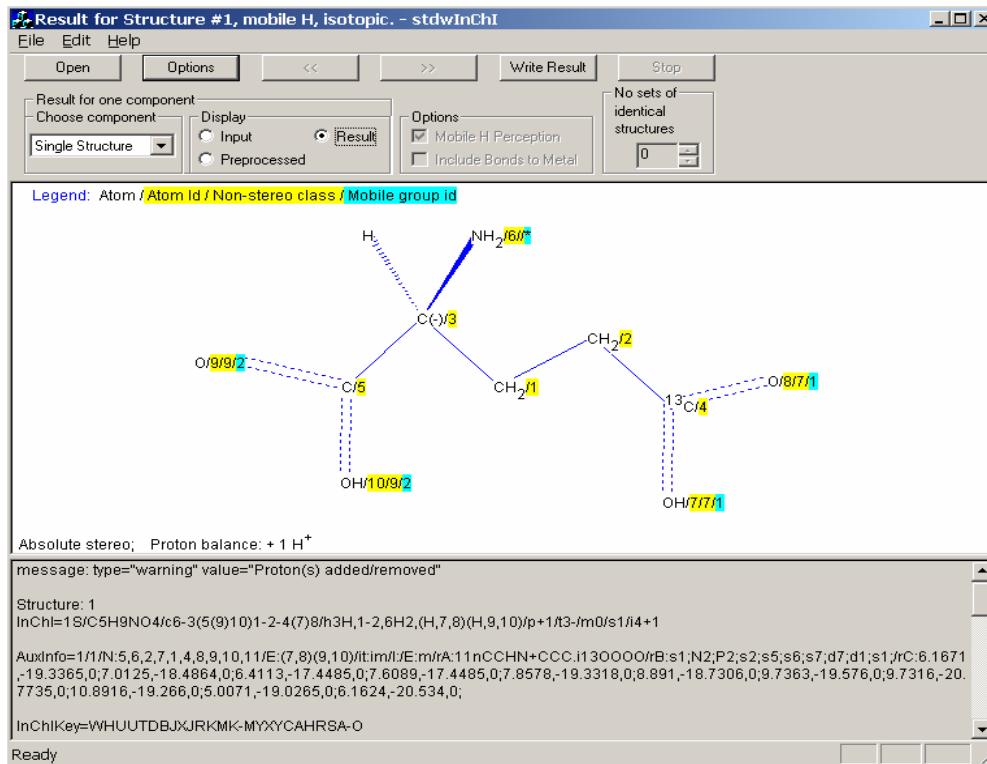 Result for Structure #1, mobile H, isotopic. - stdwInChI
File Edit Help
Open Options << >> Write Result Stop
Result for one component
Choose component
Single Structure
Display
Input
Result
Preprocessed
Options
Mobile H Perception
Include Bonds to Metal
No sets of
identical
structures
0
Legend: Atom / Atom Id / Non-stereo class / Mobile group id
H NH2/6//*
C(-)/3
CH2/2
O/9/9/2
C/5
CH2/1
O/8/7/1
13C/4
OH/10/9/2
OH/7/7/1
Absolute stereo; Proton balance: + 1 H+
message: type="warning" value="Proton(s) added/removed"
Structure: 1
InChI=1S/C5H9NO4/c6-3(5(9)10)1-2-4(7)8/h3H,1-2,6H2,(H,7,8)(H,9,10)/p+1/t3-/m0/s1/i4+1
AuxInfo=1/1/N:5,6,2,7,1,4,8,9,10,11/E:(7,8)(9,10)/it:im/I:/E:m/rA:11nCCHN+CCC.i13OOOO/rB:s1;N2;P2;s2;s5;s6;s7;d7;d1;s1;/rC:6.1671
,-19.3365,0;7.0125,-18.4864,0;6.4113,-17.4485,0;7.6089,-17.4485,0;7.8578,-19.3318,0;8.891,-18.7306,0;9.7363,-19.576,0;9.7316,-20.
7735,0;10.8916,-19.266,0;5.0071,-19.0265,0;6.1624,-20.534,0;
InChIKey=WHUUTDBJXJRKMK-MYXYCAHRSA-O
Ready